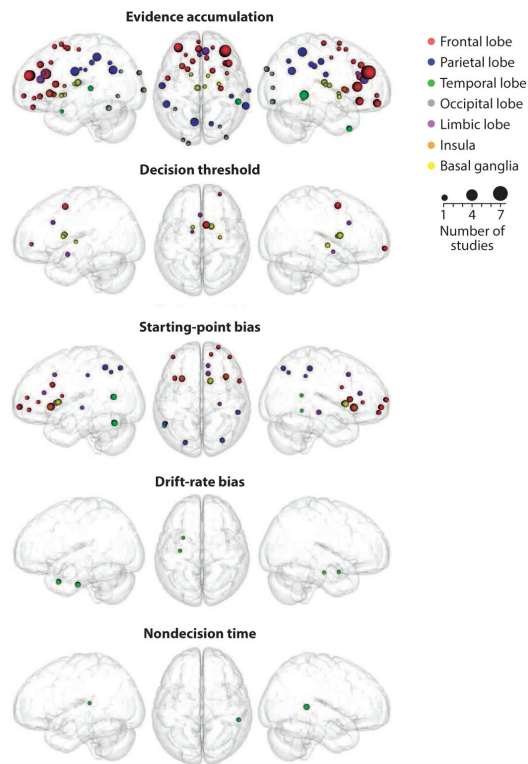 Evidence accumulation
Frontal lobe
Parietal lobe
Temporal lobe
Occipital lobe
Limbic lobe
Insula
Basal ganglia
1 4 7
Number of
studies
Decision threshold
Starting-point bias
Drift-rate bias
Nondecision time